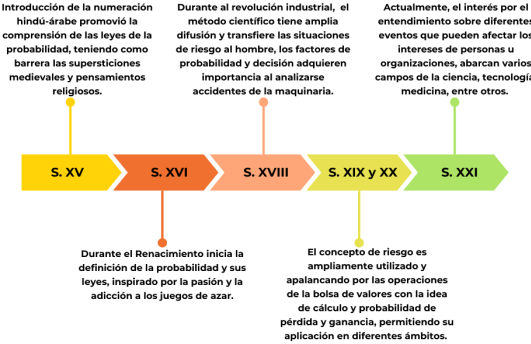 Introducción de la numeración
hindú-árabe promovió la
comprensión de las leyes de la
probabilidad, teniendo como
barrera las supersticiones
medievales y pensamientos
religiosos.
Durante al revolución industrial, el
método científico tiene amplia
difusión y transfiere las situaciones
de riesgo al hombre, los factores de
probabilidad y decisión adquieren
importancia al analizarse
accidentes de la maquinaria.
Actualmente, el interés por el
entendimiento sobre diferentes
eventos que pueden afectar los
intereses de personas u
organizaciones, abarcan varios
campos de la ciencia, tecnología
medicina, entre otros.
S. XV
S. XVI
S. XVIII
S. XIX y XX
S. XXI
Durante el Renacimiento inicia la
definición de la probabilidad y sus
leyes, inspirado por la pasión y la
adicción a los juegos de azar.
El concepto de riesgo es
ampliamente utilizado y
apalancando por las operaciones
de la bolsa de valores con la idea
de cálculo y probabilidad de
pérdida y ganancia, permitiendo su
aplicación en diferentes ámbitos.